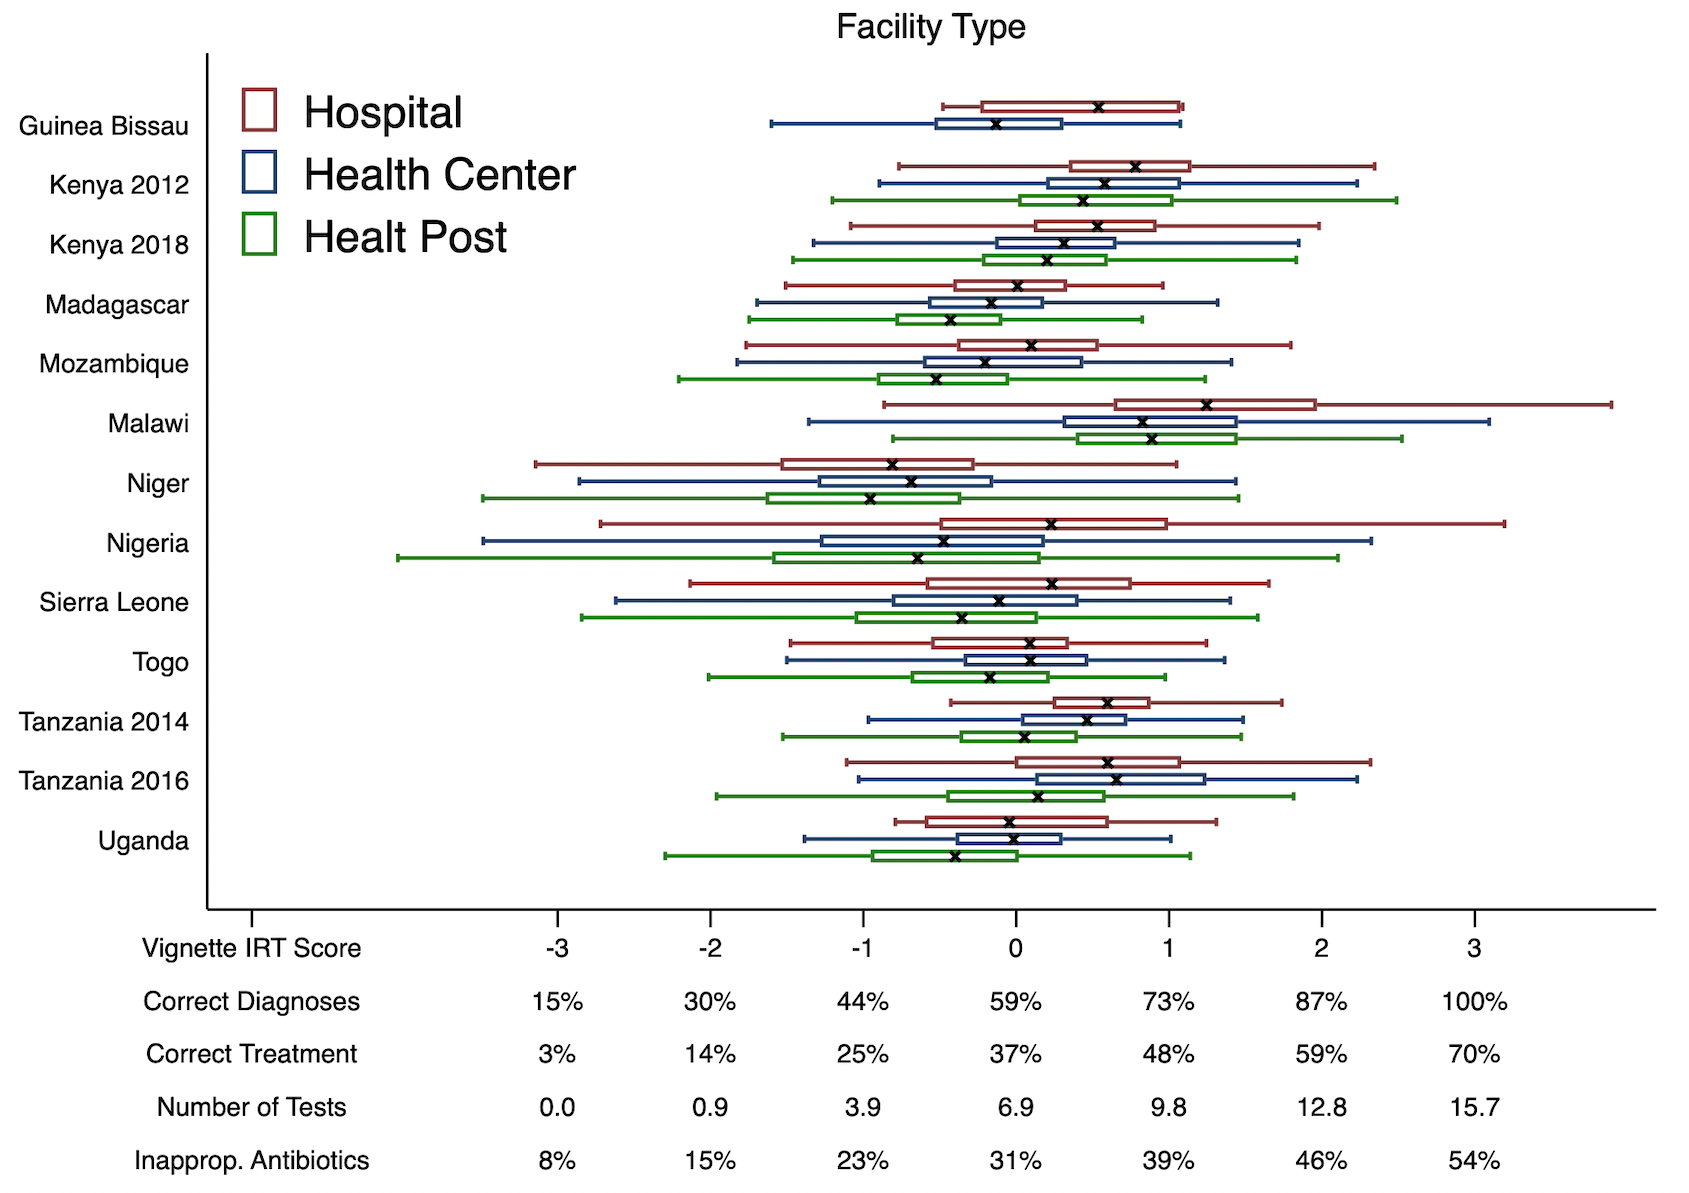 Facility Type
Hospital
Health Center
Healt Post
Guinea Bissau
Kenya 2012
Kenya 2018
Madagascar
Mozambique
Malawi
Niger
Nigeria
Sierra Leone
Togo
Tanzania 2014
Tanzania 2016
Uganda
Vignette IRT Score -3 -2 -1 0 1 2 3
Correct Diagnoses 15% 30% 44% 59% 73% 87% 100%
Correct Treatment 3% 14% 25% 37% 48% 59% 70%
Number of Tests 0.0 0.9 3.9 6.9 9.8 12.8 15.7
Inapprop. Antibiotics 8% 15% 23% 31% 39% 46% 54%